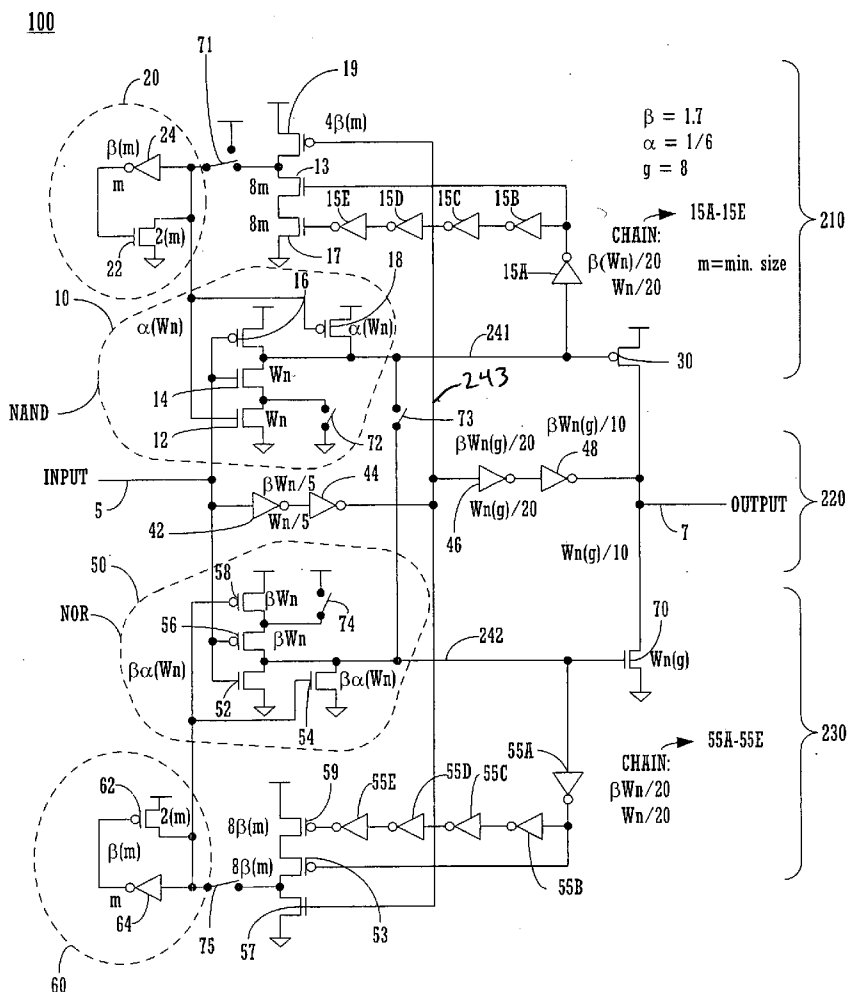 100
71
20
19
24
β(m)
4β(m)
β = 1.7
α = 1/6
g = 8
m
13
8m
15E
15D
15C
15B
15A-15E
210
8m
CHAIN:
β(Wn)/20
Wn/20
m=min. size
22
2(m)
17
15A
10
16
18
α(Wn)
α(Wn)
241
30
Wn
243
14
NAND
Wn
73
12
72
βWn(g)/20
βWn(g)/10
48
INPUT
βWn/5
44
OUTPUT
220
5
Wn/5
42
46
Wn(g)/20
7
Wn(g)/10
50
58
βWn
NOR
56
74
βWn
70
242
βα(Wn)
βα(Wn)
Wn(g)
52
54
55A
55A-55E
230
62
59
55E
55D
55C
CHAIN:
βWn/20
Wn/20
2(m)
8β(m)
β(m)
8β(m)
55B
m
64
75
57
53
60